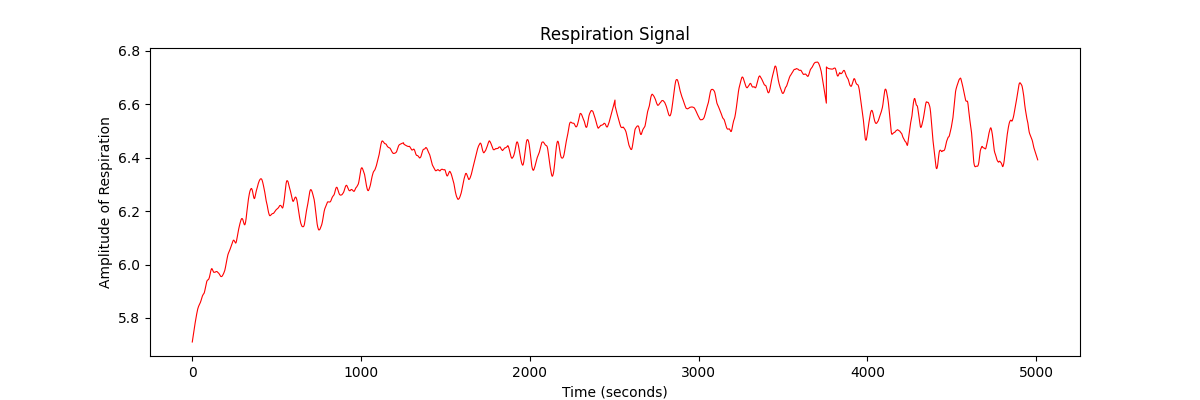 Respiration Signal
Amplitude of Respiration
6.8
6.6
6.4
6.2
6.0
5.8
0 1000 2000 3000 4000 5000
Time (seconds)